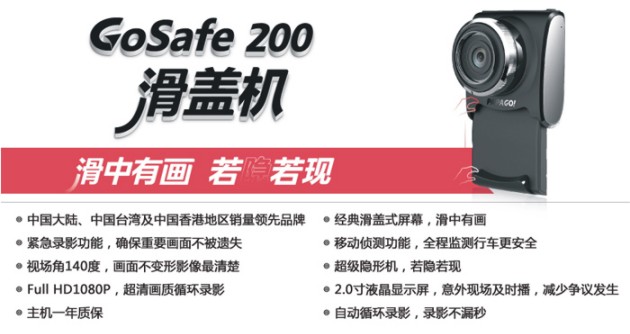 GoSafe 200
滑盖机
PAPAGO!
滑中有画 若隐若现
中国大陆、中国台湾及中国香港地区销量领先品牌
紧急录影功能，确保重要画面不被遗失
视场角140度，画面不变形影像最清楚
Full HD1080P，超清画质循环录影
主机一年质保
经典滑盖式屏幕，滑中有画
移动侦测功能，全程监测行车更安全
超级隐形机，若隐若现
2.0寸液晶显示屏，意外现场及时播，减少争议发生
自动循环录影，录影不漏秒